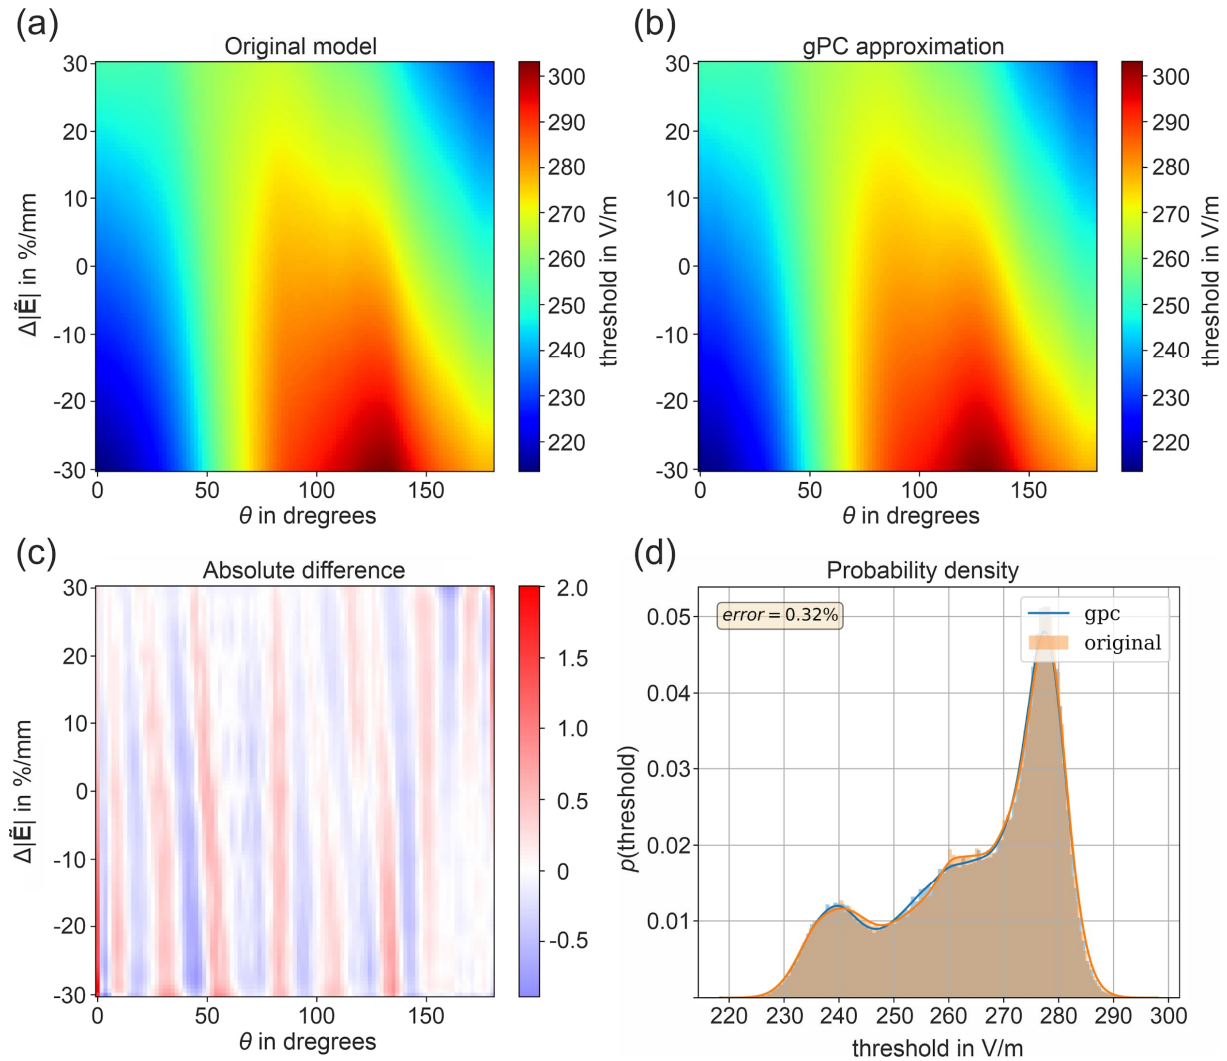 (a)
Original model
30
20
10
0
-10
-20
-30
Δ|Ẽ| in %/mm
0 50 100 150
θ in dregrees
300
290
280
270
260
250
240
230
220
threshold in V/m
(b)
gPC approximation
30
20
10
0
-10
-20
-30
0 50 100 150
θ in dregrees
300
290
280
270
260
250
240
230
220
threshold in V/m
(c)
Absolute difference
30
20
10
0
-10
-20
-30
Δ|Ẽ| in %/mm
0 50 100 150
θ in dregrees
2.0
1.5
1.0
0.5
0
-0.5
(d)
Probability density
error = 0.32%
gpc
original
0.05
0.04
0.03
0.02
0.01
p(threshold)
220 230 240 250 260 270 280 290 300
threshold in V/m